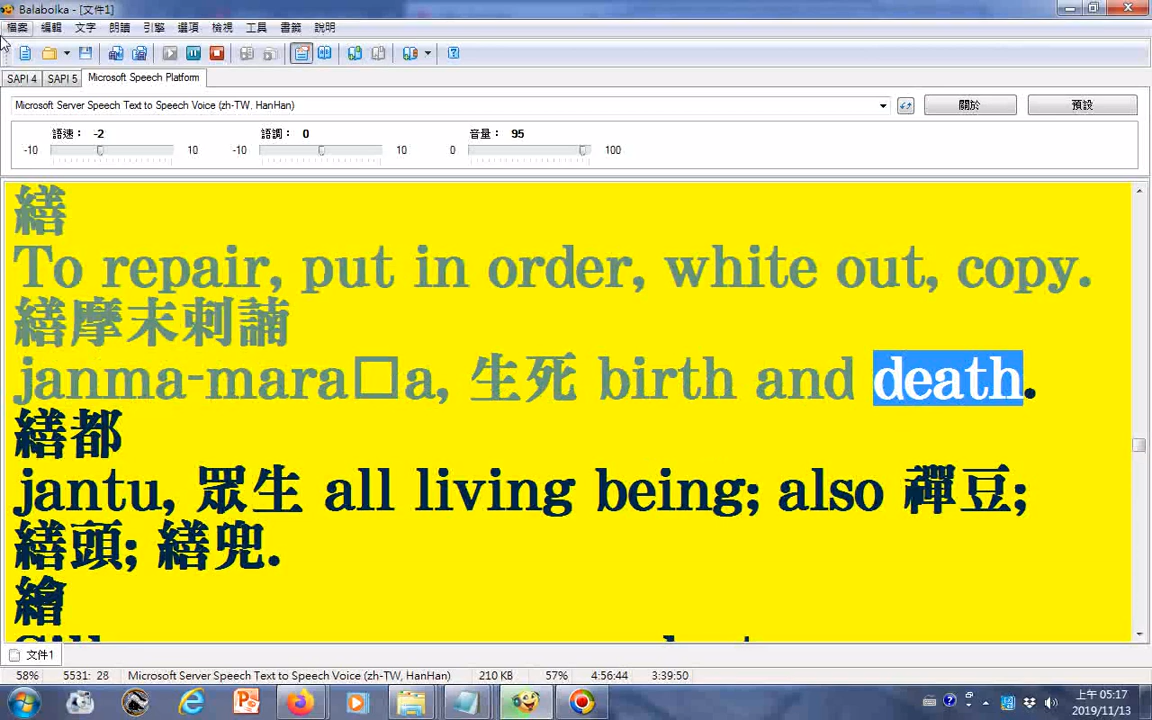 Balabolka - [文件1]
檔案 編輯 文字 朗讀 引擎 選項 檢視 工具 書籤 說明
SAPI 4 SAPI 5 Microsoft Speech Platform
Microsoft Server Speech Text to Speech Voice (zh-TW, HanHan) 關於 預設
語速： -2 語調： 0 音量： 95
-10 10 -10 10 0 100
繕
To repair, put in order, white out, copy.
繕摩末剌諵
janma-mara□a, 生死 birth and death.
繕都
jantu, 眾生 all living being; also 禪豆;
繕頭; 繕兜.
繪
文件1
58% 5531: 28 Microsoft Server Speech Text to Speech Voice (zh-TW, HanHan) 210 KB 57% 4:56:44 3:39:50
上午 05:17
2019/11/13